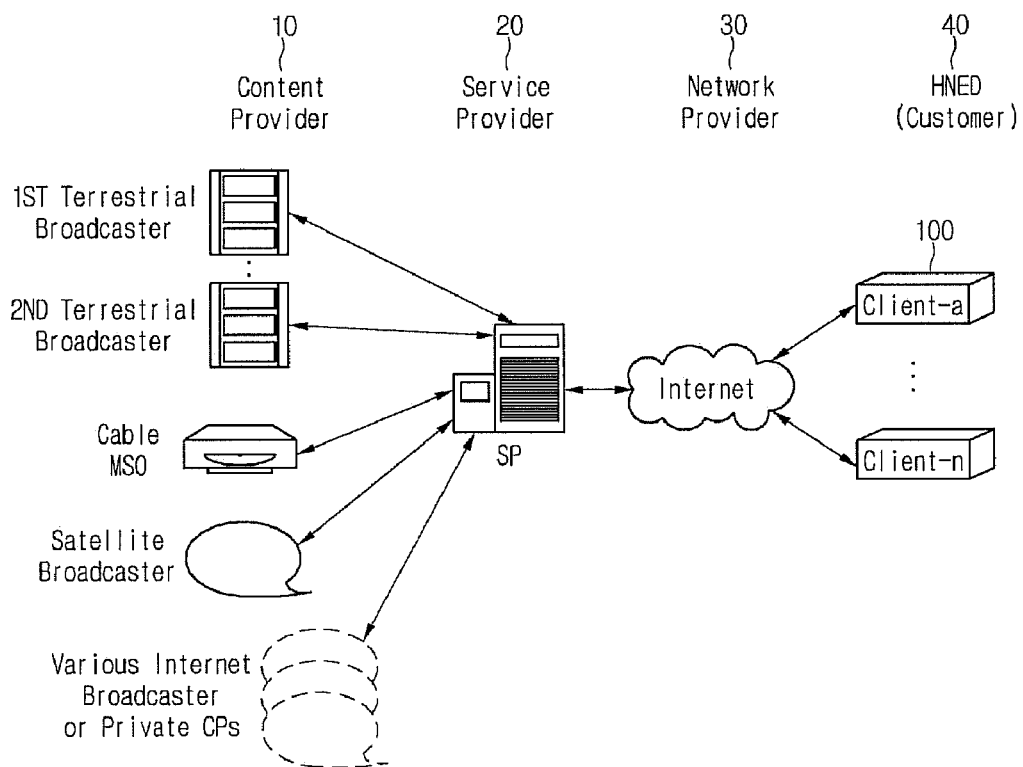 10
20
30
40
Content
Provider
Service
Provider
Network
Provider
HNED
(Customer)
1ST Terrestrial
Broadcaster
2ND Terrestrial
Broadcaster
Cable
MSO
Satellite
Broadcaster
Various Internet
Broadcaster
or Private CPs
SP
Internet
100
Client-a
Client-n